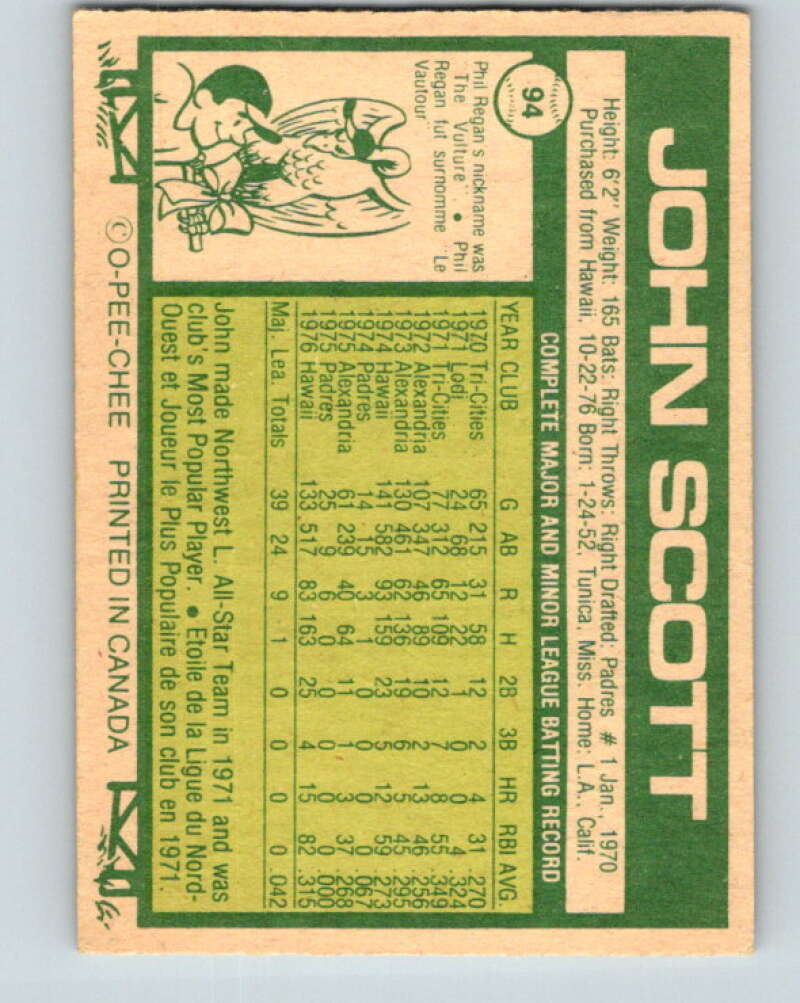 JOHN SCOTT
94
Height: 6'2" Weight: 165 Bats: Right Throws: Right Drafted: Padres # 1 Jan., 1970
Purchased from Hawaii, 10-22-76 Born: 1-24-52, Tunica, Miss. Home: L.A., Calif.
COMPLETE MAJOR AND MINOR LEAGUE BATTING RECORD
YEAR CLUB G AB R H 2B 3B HR RBI AVG.
1970 Tri-Cities 65 215 31 58 12 2 4 31 .270
1971 Lodi 24 68 12 22 1 0 0 4 .324
1971 Tri-Cities 77 312 65 109 12 7 8 55 .349
1972 Alexandria 107 347 46 89 10 2 13 46 .256
1973 Alexandria 130 461 62 136 19 6 5 45 .295
1974 Hawaii 141 582 93 159 23 5 12 59 .273
1974 Padres 14 15 3 1 0 0 0 0 .067
1975 Alexandria 61 239 40 64 11 1 3 37 .268
1975 Padres 25 9 6 0 0 0 0 0 .000
1976 Hawaii 133 517 83 163 25 4 15 82 .315
Maj. Lea. Totals 39 24 9 1 0 0 0 0 .042
Phil Regan's nickname was
"The Vulture". ● Phil
Regan fut surnomme "Le
Vautour"
John made Northwest L. All-Star Team in 1971 and was
club's Most Popular Player. ● Etoile de la Ligue du Nord-
Ouest et Joueur le Plus Populaire de son club en 1971.
© O-PEE-CHEE PRINTED IN CANADA